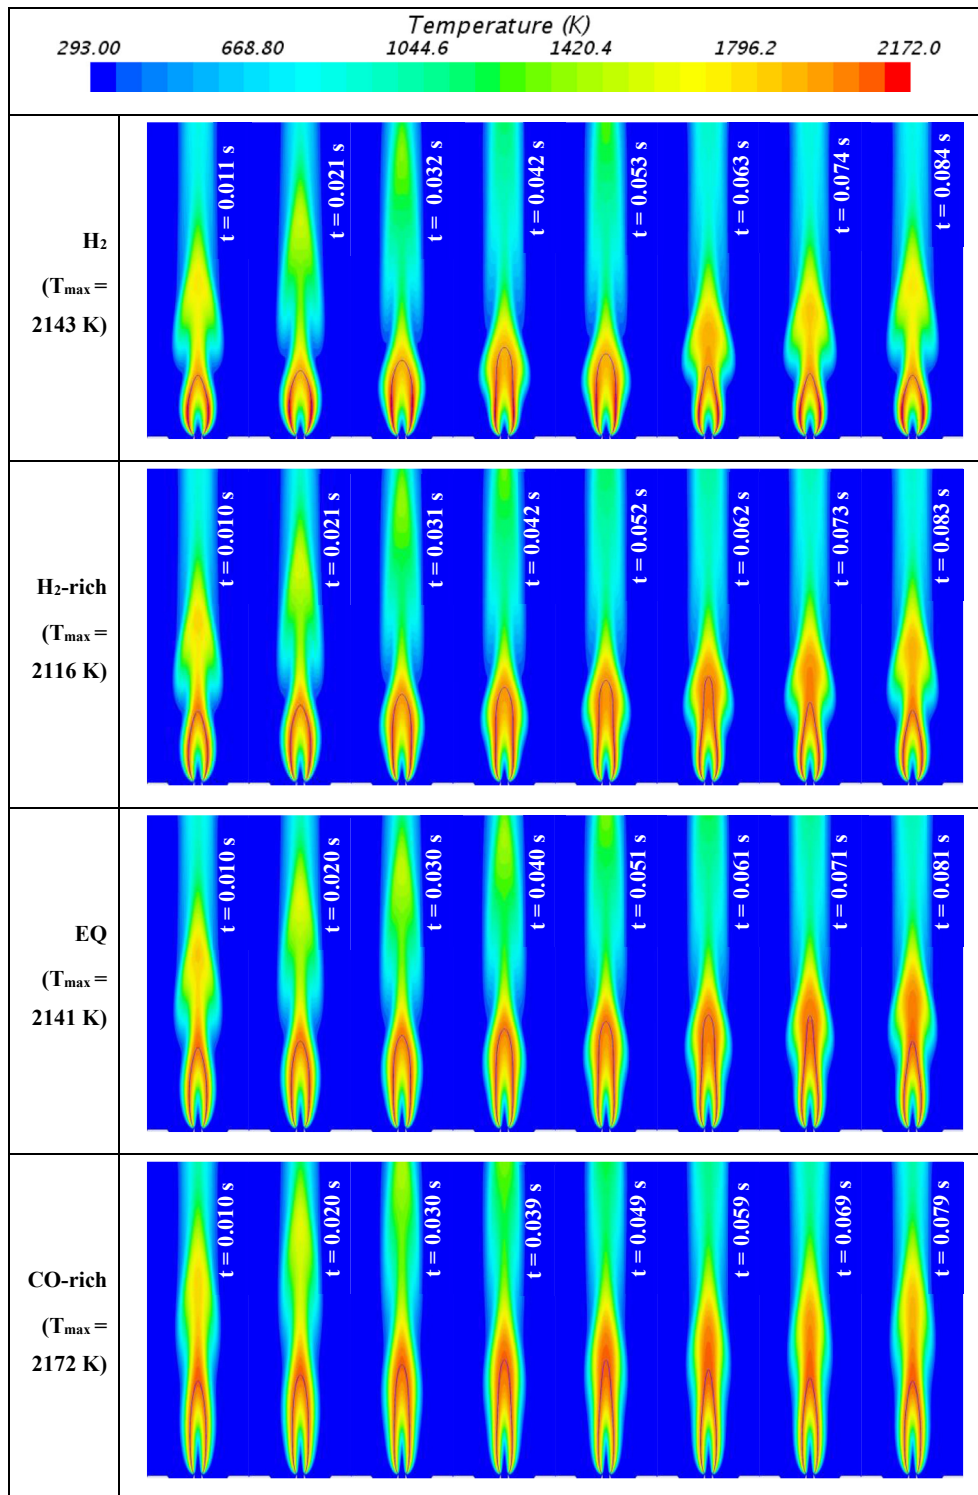 Temperature (K)
293.00 668.80 1044.6 1420.4 1796.2 2172.0
H₂
(Tmax =
2143 K)
t = 0.011 s
t = 0.021 s
t = 0.032 s
t = 0.042 s
t = 0.053 s
t = 0.063 s
t = 0.074 s
t = 0.084 s
H₂-rich
(Tmax =
2116 K)
t = 0.010 s
t = 0.021 s
t = 0.031 s
t = 0.042 s
t = 0.052 s
t = 0.062 s
t = 0.073 s
t = 0.083 s
EQ
(Tmax =
2141 K)
t = 0.010 s
t = 0.020 s
t = 0.030 s
t = 0.040 s
t = 0.051 s
t = 0.061 s
t = 0.071 s
t = 0.081 s
CO-rich
(Tmax =
2172 K)
t = 0.010 s
t = 0.020 s
t = 0.030 s
t = 0.039 s
t = 0.049 s
t = 0.059 s
t = 0.069 s
t = 0.079 s